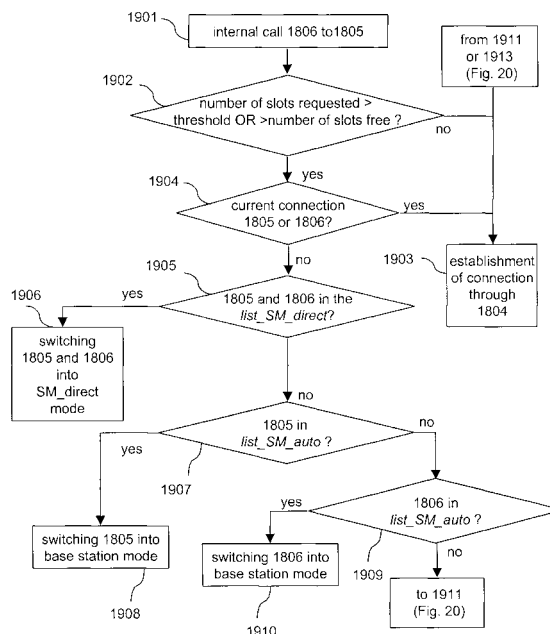 1901
internal call 1806 to1805
from 1911
or 1913
(Fig. 20)
1902
number of slots requested >
threshold OR >number of slots free ?
no
yes
1904
current connection
1805 or 1806?
yes
no
1903
establishment
of connection
through
1804
1905
1805 and 1806 in the
list_SM_direct?
yes
1906
switching
1805 and 1806
into
SM_direct
mode
no
1805 in
list_SM_auto ?
yes
no
1907
1806 in
list_SM_auto ?
yes
no
1909
switching 1805 into
base station mode
1908
switching 1806 into
base station mode
1910
to 1911
(Fig. 20)